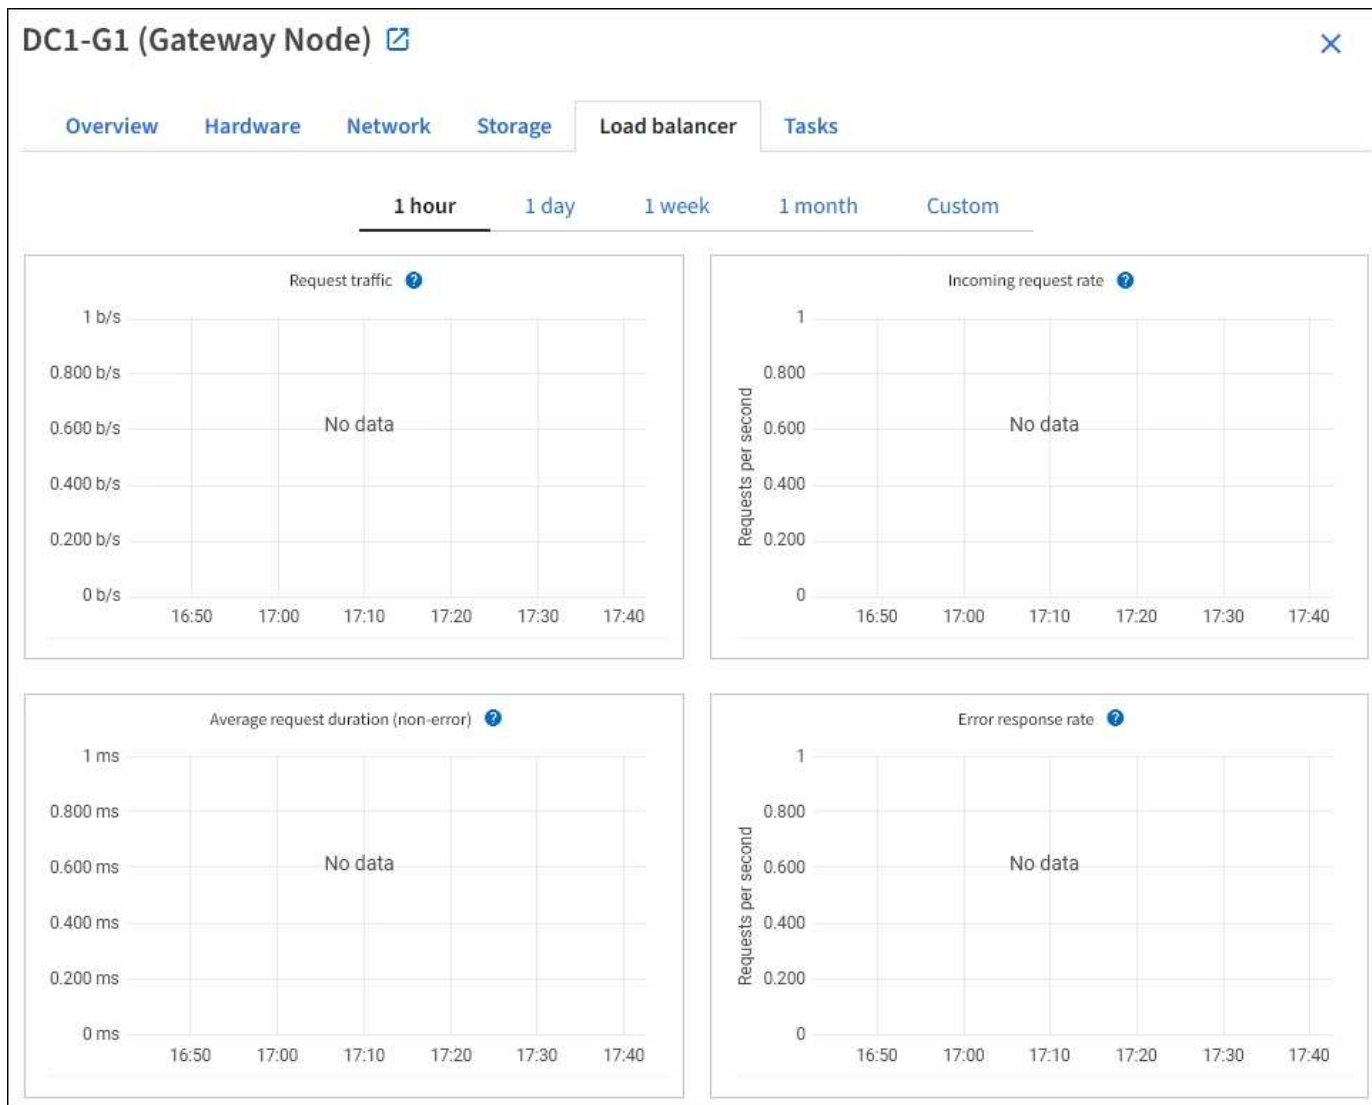 DC1-G1 (Gateway Node)
Overview Hardware Network Storage Load balancer Tasks
1 hour 1 day 1 week 1 month Custom
Request traffic ?
1 b/s
0.800 b/s
0.600 b/s
0.400 b/s
0.200 b/s
0 b/s
No data
16:50 17:00 17:10 17:20 17:30 17:40
Incoming request rate ?
Requests per second
1
0.800
0.600
0.400
0.200
0
No data
16:50 17:00 17:10 17:20 17:30 17:40
Average request duration (non-error) ?
1 ms
0.800 ms
0.600 ms
0.400 ms
0.200 ms
0 ms
No data
16:50 17:00 17:10 17:20 17:30 17:40
Error response rate ?
Requests per second
1
0.800
0.600
0.400
0.200
0
No data
16:50 17:00 17:10 17:20 17:30 17:40